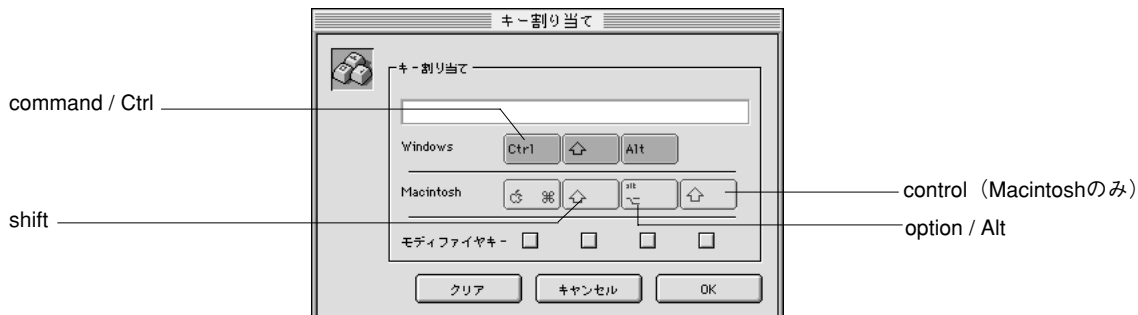 キー割り当て
キー割り当て
command / Ctrl
Windows
Ctrl
Alt
Macintosh
alt
control（Macintoshのみ）
shift
option / Alt
モディファイヤキー
クリア
キャンセル
OK